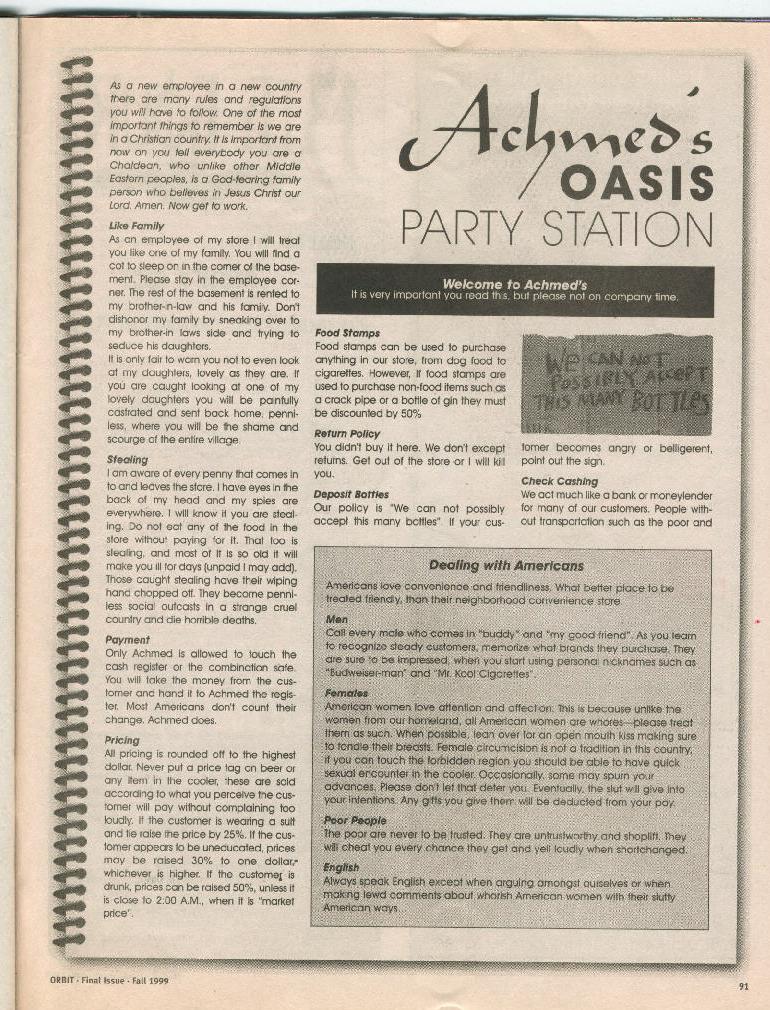 As a new employee in a new country
there are many rules and regulations
you will have to follow. One of the most
important things to remember is we are
in a Christian country. It is important from
now on you tell everybody you are a
Chaldean, who unlike other Middle
Eastern peoples, is a God-fearing family
person who believes in Jesus Christ our
Lord, Amen. Now get to work.
Like Family
As an employee of my store I will treat
you like one of my family. You will find a
cot to sleep on in the corner of the base-
ment. Please stay in the employee cor-
ner. The rest of the basement is rented to
my brother-n-law and his family. Don't
dishonor my family by sneaking over to
my brother-in laws side and trying to
seduce his daughters.
It is only fair to warn you not to even look
at my daughters, lovely as they are. If
you are caught looking at one of my
lovely daughters you will be painfully
castrated and sent back home, penni-
less, where you will be the shame and
scourge of the entire village.
Stealing
I am aware of every penny that comes in
to and leaves the store. I have eyes in the
back of my head and my spies are
everywhere. I will know if you are steal-
ing. Do not eat any of the food in the
store without paying for it. That too is
stealing, and most of it is so old it will
make you ill for days (unpaid I may add).
Those caught stealing have their wiping
hand chopped off. They become penni-
less social outcasts in a strange cruel
country and die horrible deaths.
Payment
Only Achmed is allowed to touch the
cash register or the combination safe.
You will take the money from the cus-
tomer and hand it to Achmed the regis-
ter. Most Americans don't count their
change. Achmed does.
Pricing
All pricing is rounded off to the highest
dollar. Never put a price tag on beer or
any item in the cooler, these are sold
according to what you perceive the cus-
tomer will pay without complaining too
loudly. If the customer is wearing a suit
and tie raise the price by 25%. If the cus-
tomer appears to be uneducated, prices
may be raised 30% to one dollar,
whichever is higher. If the customer is
drunk, prices can be raised 50%, unless it
is close to 2:00 A.M., when it is "market
price".
Achmed's
OASIS
PARTY STATION
Welcome to Achmed's
It is very important you read this, but please not on company time.
Food Stamps
Food stamps can be used to purchase
anything in our store, from dog food to
cigarettes. However, if food stamps are
used to purchase non-food items such as
a crack pipe or a bottle of gin they must
be discounted by 50%
Return Policy
You didn't buy it here. We don't except
returns. Get out of the store or I will kill
you.
Deposit Bottles
Our policy is "We can not possibly
accept this many bottles". If your cus-
WE CAN NOT
POSSIBLY ACCEPT
THIS MANY BOTTLES
tomer becomes angry or belligerent,
point out the sign.
Check Cashing
We act much like a bank or moneylender
for many of our customers. People with-
out transportation such as the poor and
Dealing with Americans
Americans love convenience and friendliness. What better place to be
treated friendly, than their neighborhood convenience store.
Men
Call every male who comes in "buddy" and "my good friend". As you learn
to recognize steady customers, memorize what brands they purchase. They
are sure to be impressed, when you start using personal nicknames such as
"Budweiser-man" and "Mr. Kool Cigarettes".
Females
American women love attention and affection. This is because unlike the
women from our homeland, all American women are whores—please treat
them as such. When possible, lean over for an open mouth kiss making sure
to fondle their breasts. Female circumcision is not a tradition in this country,
if you can touch the forbidden region you should be able to have quick
sexual encounter in the cooler. Occasionally, some may spurn your
advances. Please don't let that deter you. Eventually, the slut will give into
your intentions. Any gifts you give them will be deducted from your pay.
Poor People
The poor are never to be trusted. They are untrustworthy and shoplift. They
will cheat you every chance they get and yell loudly when shortchanged.
English
Always speak English except when arguing amongst ourselves or when
making lewd comments about whorish American women with their slutty
American ways.
ORBIT • Final Issue • Fall 1999
91